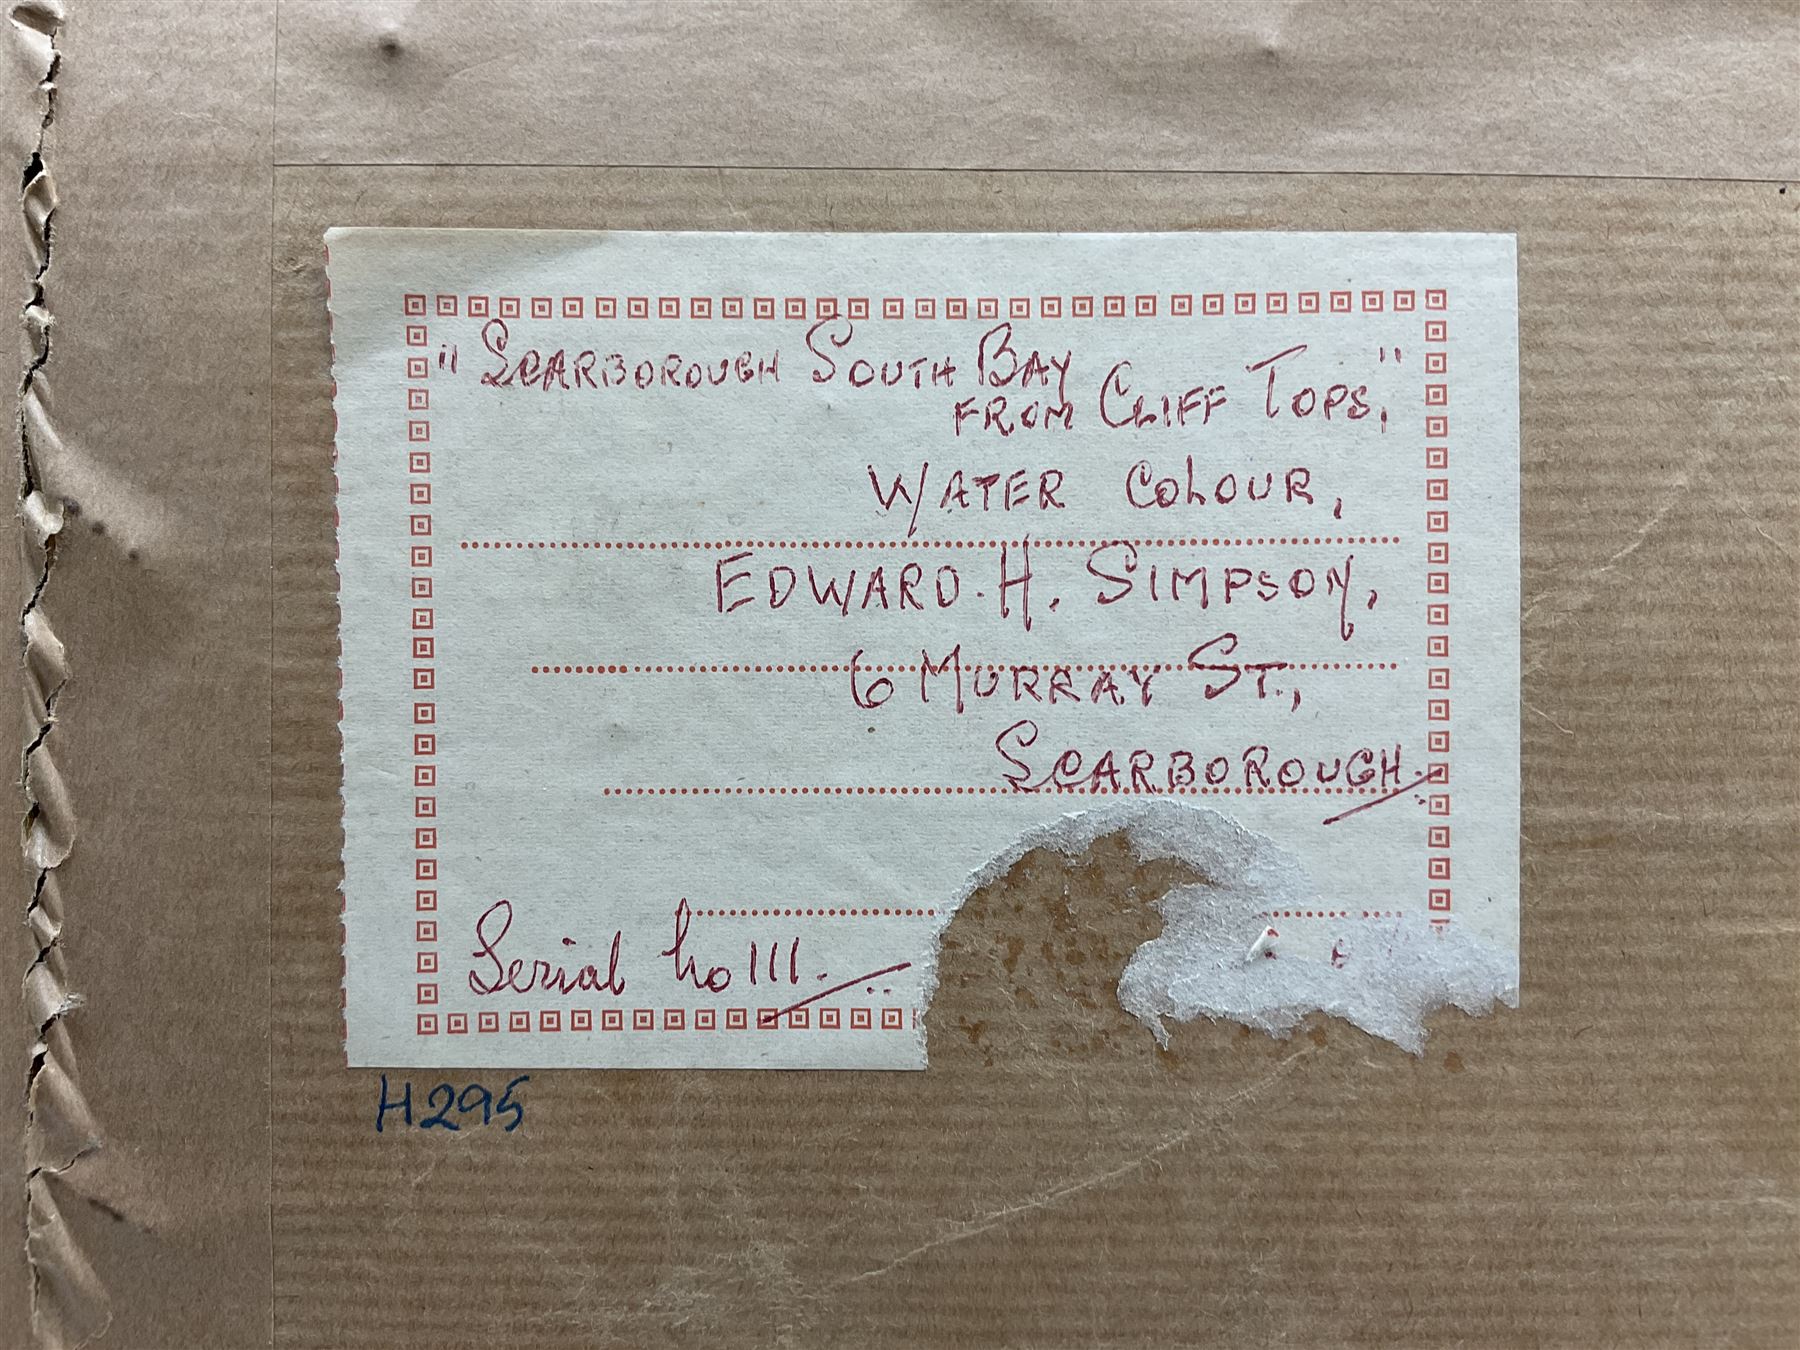 "SCARBOROUGH SOUTH BAY
FROM CLIFF TOPS,"
WATER COLOUR,
EDWARD. H. SIMPSON,
6 MURRAY ST.,
SCARBOROUGH.
Serial No 111.
H295